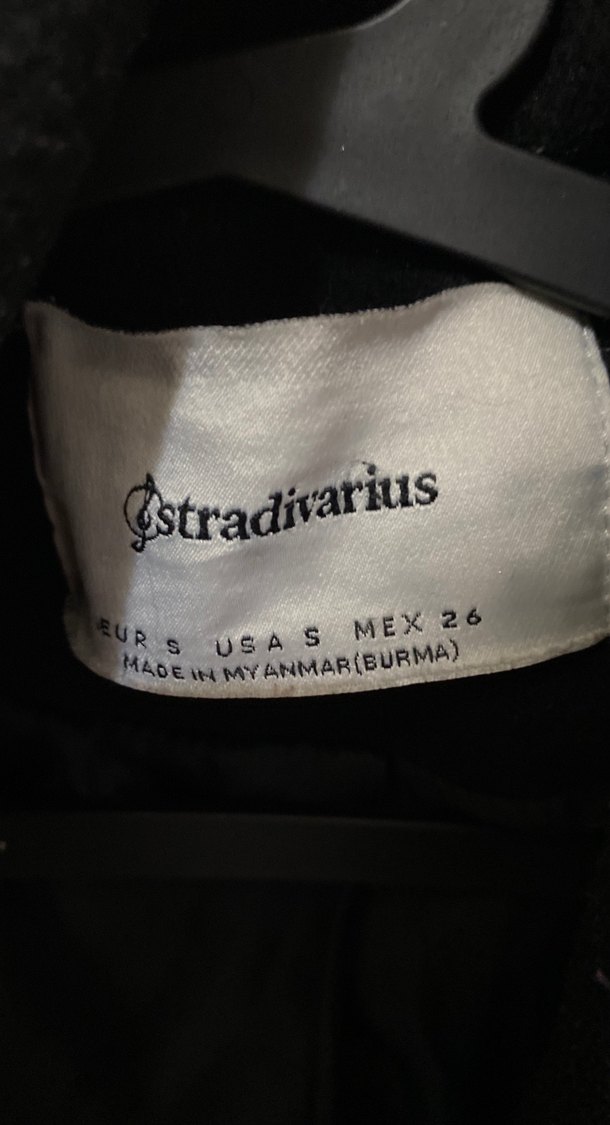 stradivarius
EUR S USA S MEX 26
MADE IN MYANMAR(BURMA)